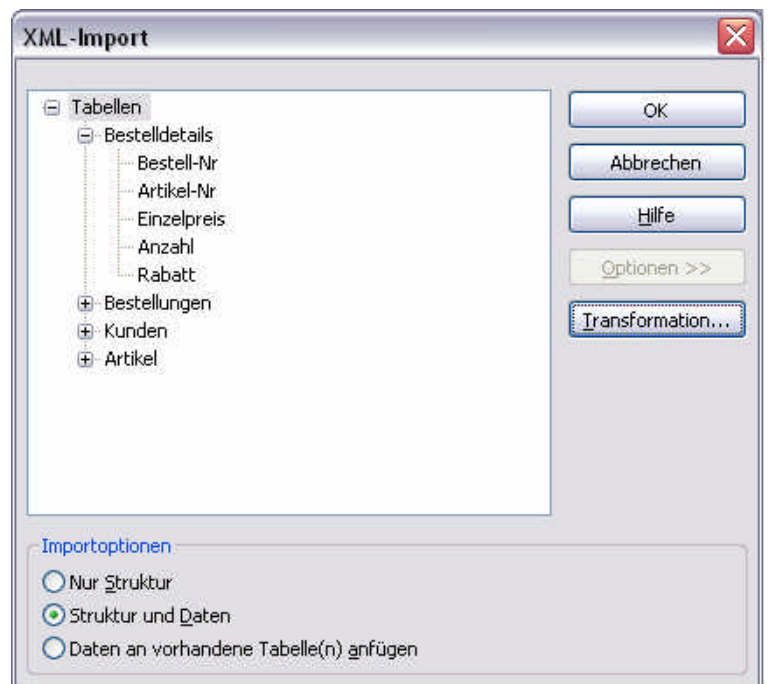 XML-Import
Tabellen
Bestelldetails
Bestell-Nr
Artikel-Nr
Einzelpreis
Anzahl
Rabatt
Bestellungen
Kunden
Artikel
OK
Abbrechen
Hilfe
Optionen >>
Transformation...
Importoptionen
Nur Struktur
Struktur und Daten
Daten an vorhandene Tabelle(n) anfügen